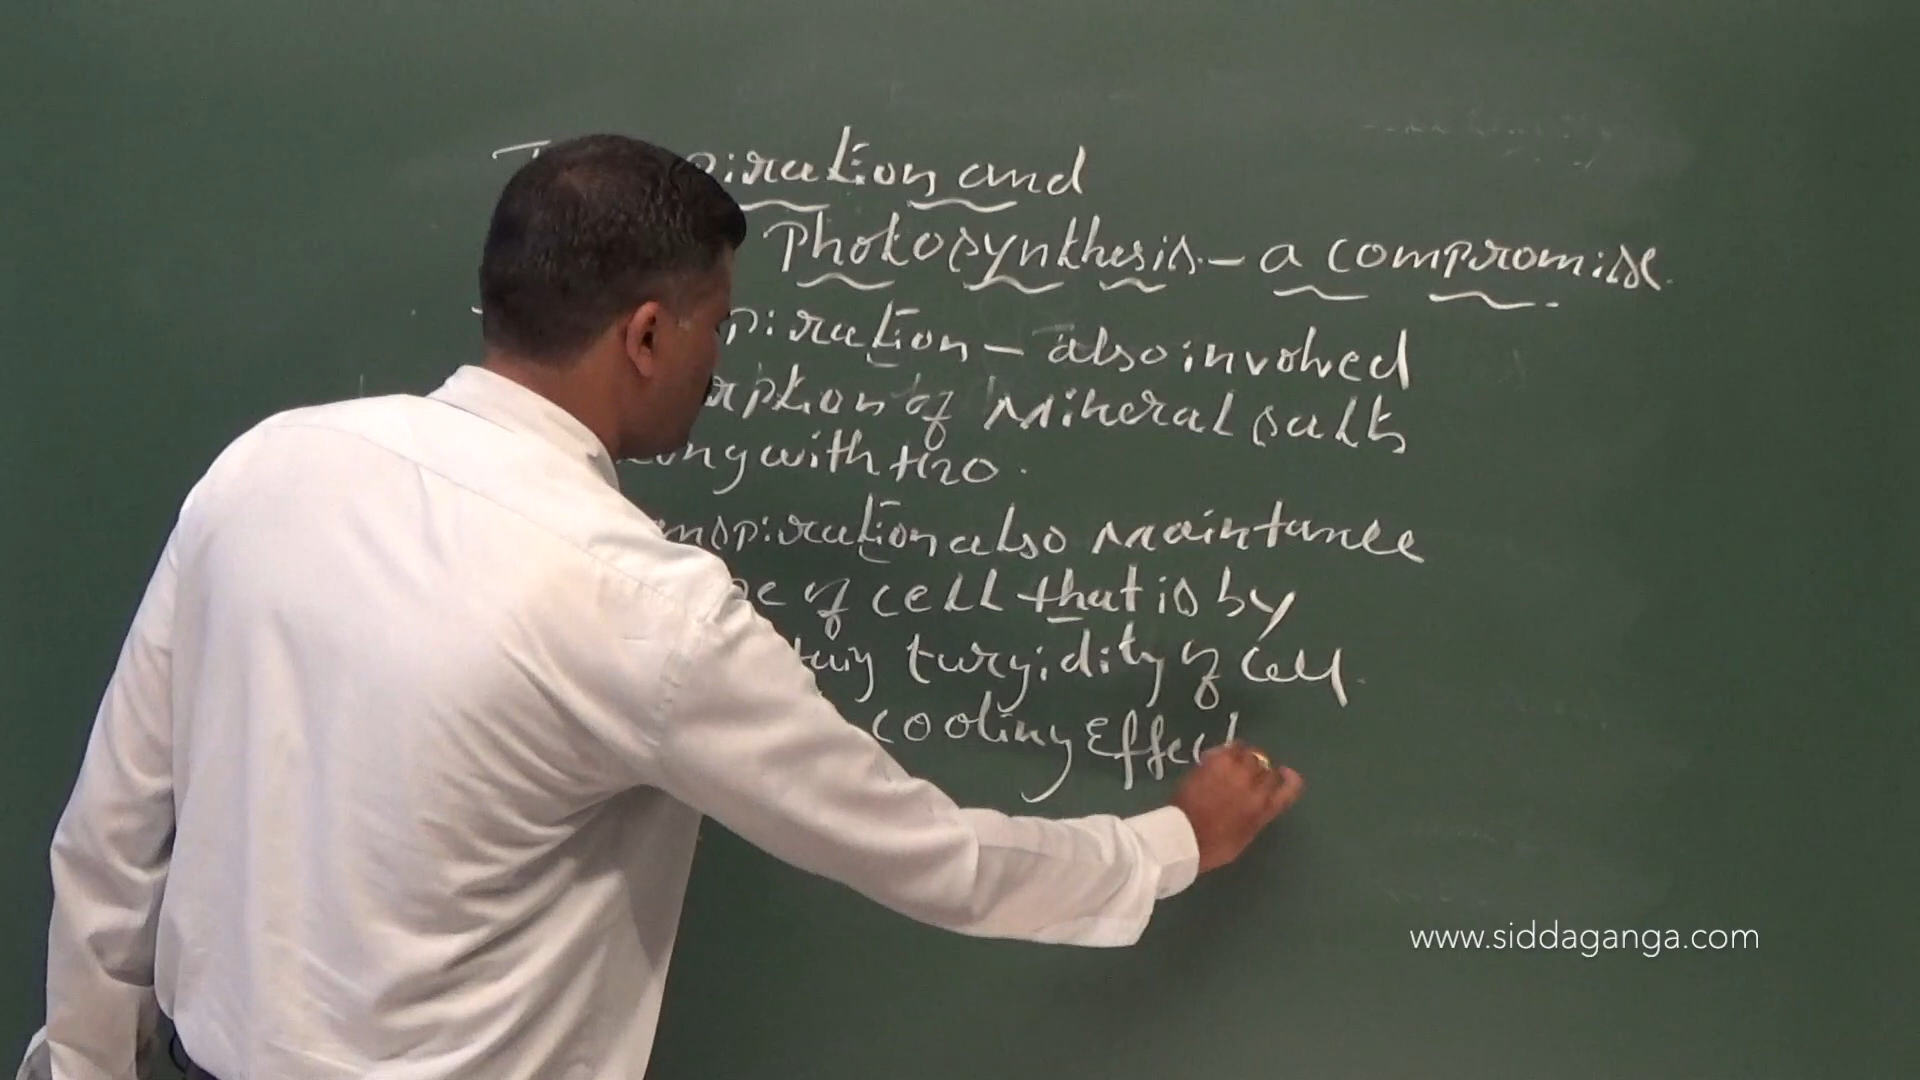 piration and
Photosynthesis - a compromise.
piration - also involved
rption of Mineral salts
ong with H2O.
nspiration also Maintance
pe of cell that is by
turgidity of cell.
cooling Effect
www.siddaganga.com